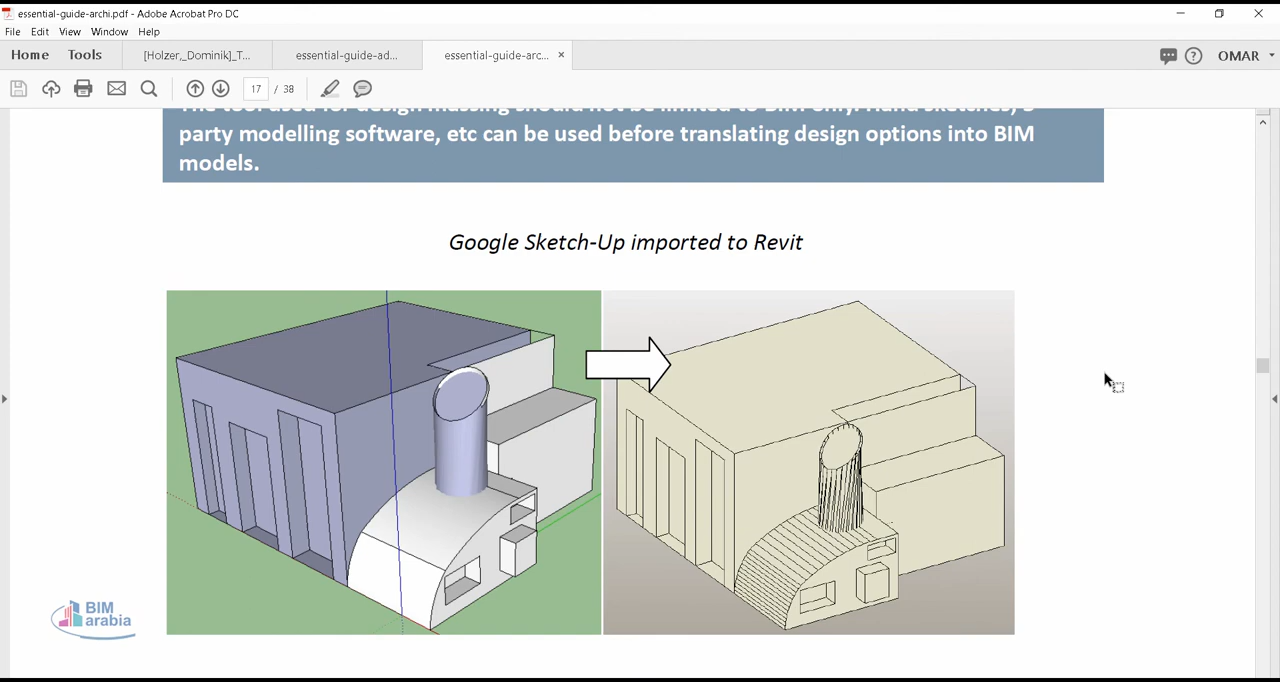 essential-guide-archi.pdf - Adobe Acrobat Pro DC
File Edit View Window Help
Home Tools [Holzer,_Dominik]_T... essential-guide-ad... essential-guide-arc... ×
17 / 38
OMAR
party modelling software, etc can be used before translating design options into BIM
models.
Google Sketch-Up imported to Revit
BIM
arabia